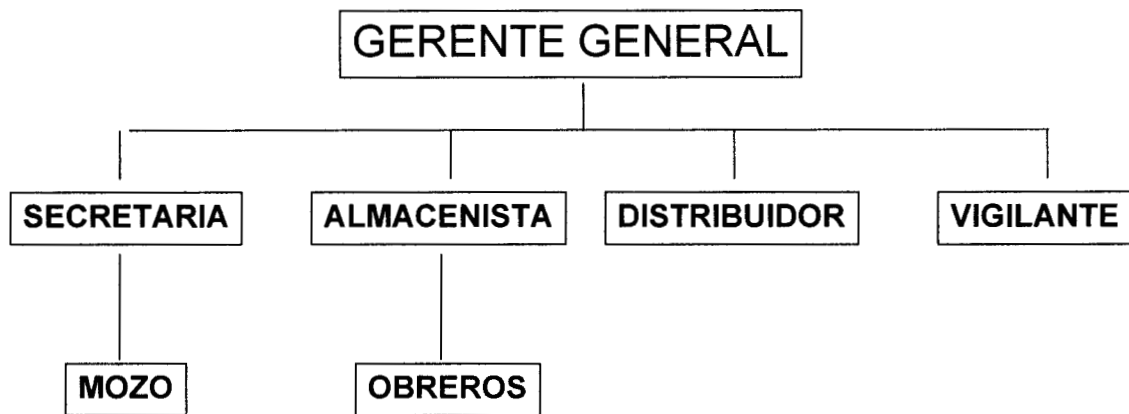 GERENTE GENERAL
SECRETARIA
ALMACENISTA
DISTRIBUIDOR
VIGILANTE
MOZO
OBREROS